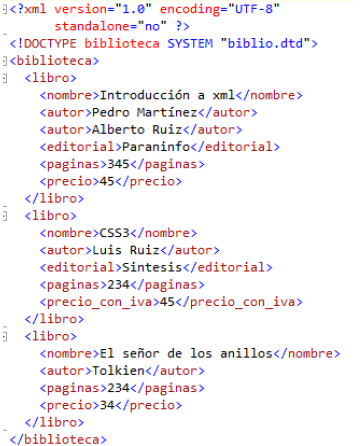 <?xml version="1.0" encoding="UTF-8"
standalone="no" ?>
<!DOCTYPE biblioteca SYSTEM "biblio.dtd">
<biblioteca>
<libro>
<nombre>Introducción a xml</nombre>
<autor>Pedro Martínez</autor>
<autor>Alberto Ruiz</autor>
<editorial>Paraninfo</editorial>
<paginas>345</paginas>
<precio>45</precio>
</libro>
<libro>
<nombre>CSS3</nombre>
<autor>Luis Ruiz</autor>
<editorial>Sintesis</editorial>
<paginas>234</paginas>
<precio_con_iva>45</precio_con_iva>
</libro>
<libro>
<nombre>El señor de los anillos</nombre>
<autor>Tolkien</autor>
<paginas>234</paginas>
<precio>34</precio>
</libro>
</biblioteca>